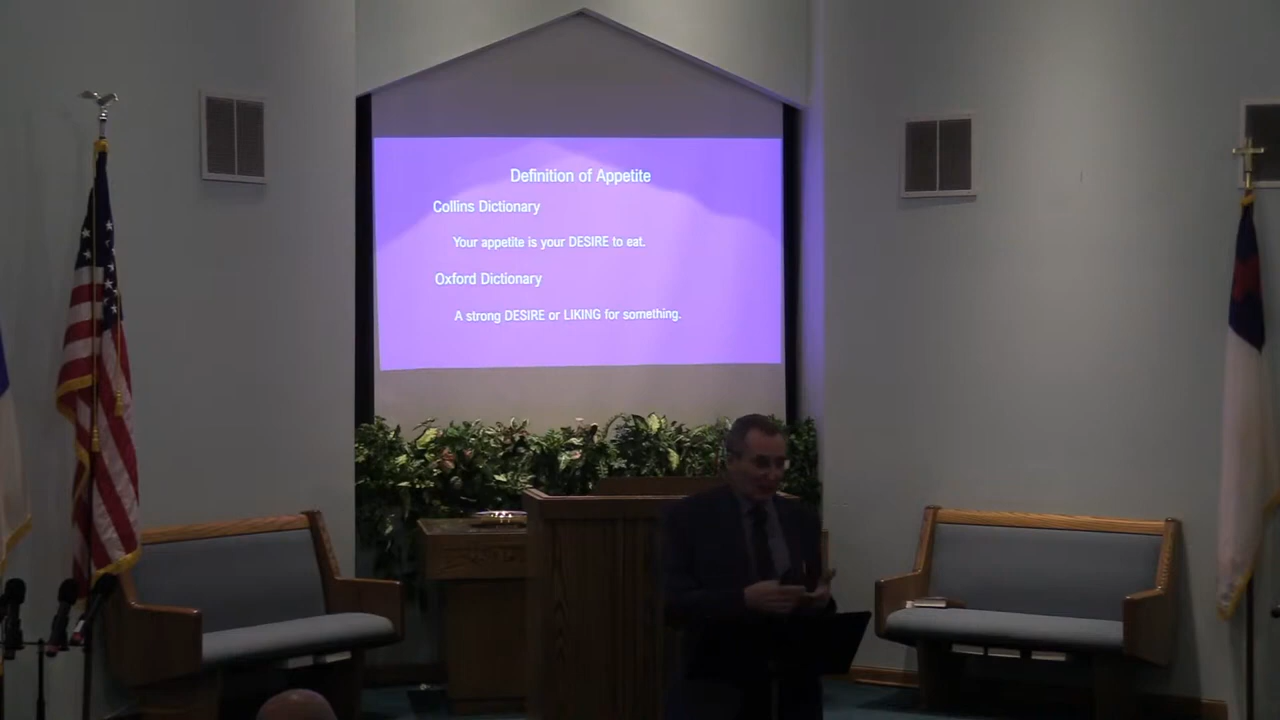 Definition of Appetite
Collins Dictionary
Your appetite is your DESIRE to eat.
Oxford Dictionary
A strong DESIRE or LIKING for something.